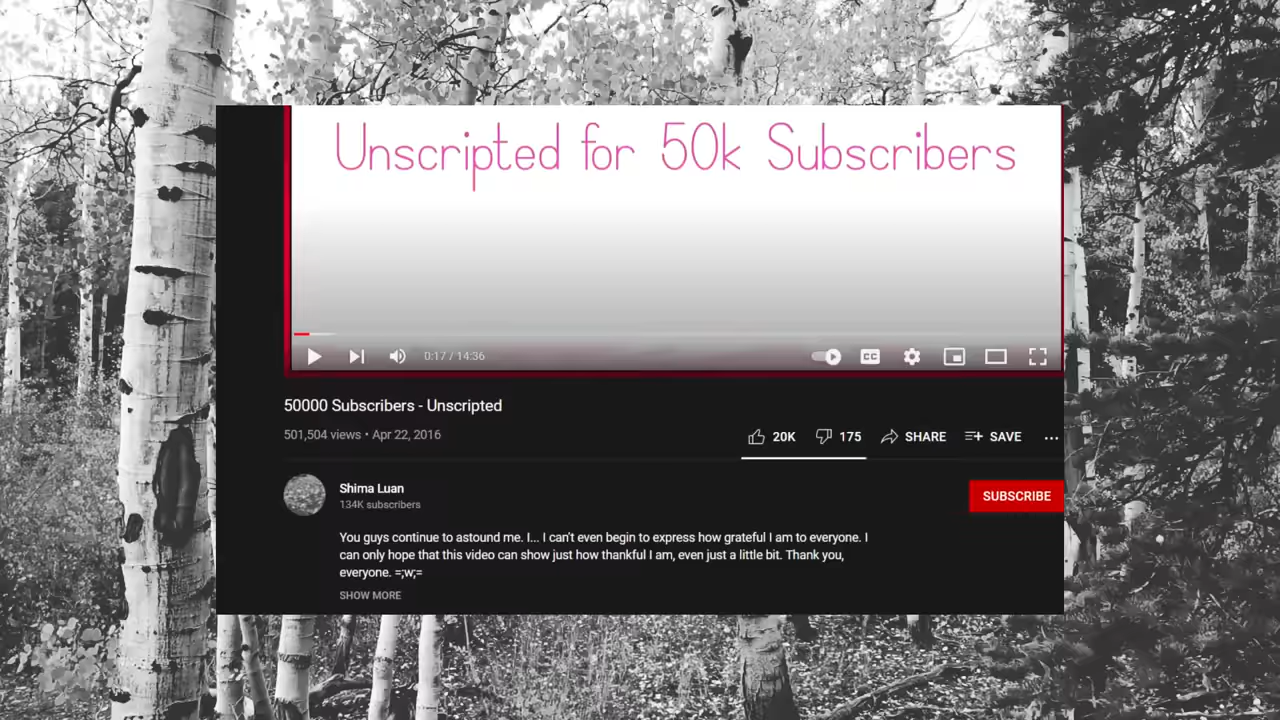 Unscripted for 50k Subscribers
0:17 / 14:36
CC
50000 Subscribers - Unscripted
501,504 views • Apr 22, 2016
20K 175 SHARE SAVE ...
Shima Luan
134K subscribers
SUBSCRIBE
You guys continue to astound me. I... I can't even begin to express how grateful I am to everyone. I
can only hope that this video can show just how thankful I am, even just a little bit. Thank you,
everyone. =;w;=
SHOW MORE